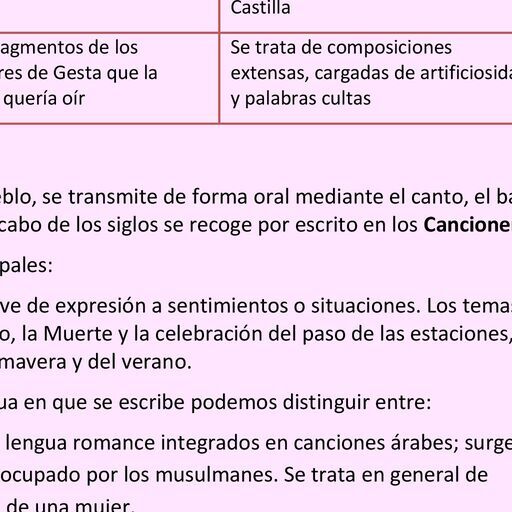 Castilla
agmentos de los
Se trata de composiciones
res de Gesta que la
extensas, cargadas de artificiosid
quería oír
y palabras cultas
eblo, se transmite de forma oral mediante el canto, el ba
cabo de los siglos se recoge por escrito en los Cancione
pales:
ve de expresión a sentimientos o situaciones. Los temas
o, la Muerte y la celebración del paso de las estaciones,
mavera y del verano.
ua en que se escribe podemos distinguir entre:
lengua romance integrados en canciones árabes; surge
ocupado por los musulmanes. Se trata en general de
de una mujer.